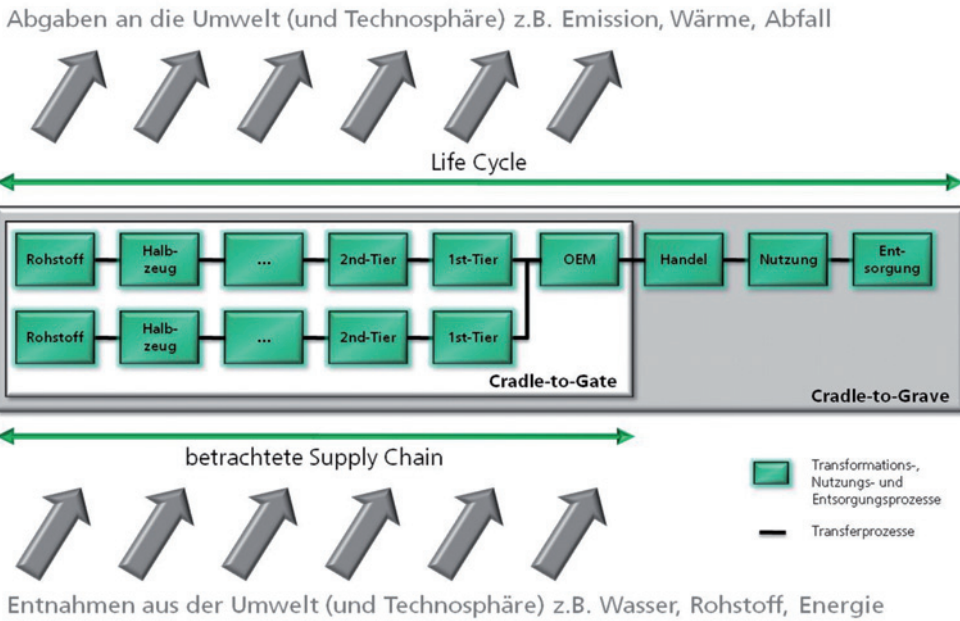 Abgaben an die Umwelt (und Technosphäre) z.B. Emission, Wärme, Abfall
Life Cycle
Rohstoff
Halb-
zeug
...
2nd-Tier
1st-Tier
OEM
Handel
Nutzung
Ent-
sorgung
Rohstoff
Halb-
zeug
...
2nd-Tier
1st-Tier
Cradle-to-Gate
Cradle-to-Grave
betrachtete Supply Chain
Transformations-,
Nutzungs- und
Entsorgungsprozesse
Transferprozesse
Entnahmen aus der Umwelt (und Technosphäre) z.B. Wasser, Rohstoff, Energie